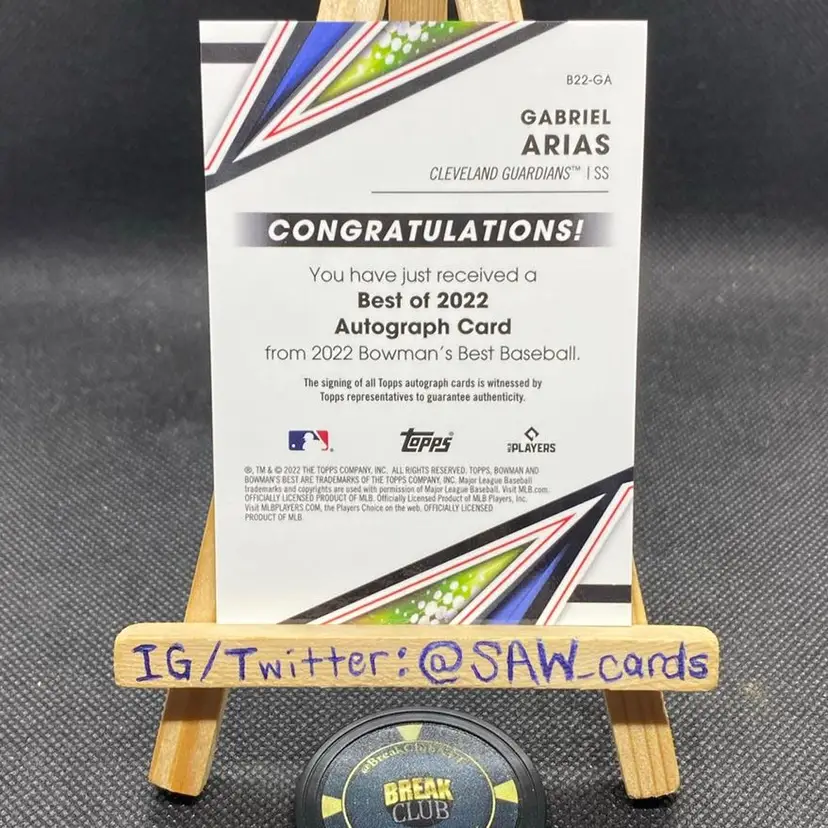 B22-GA
GABRIEL
ARIAS
CLEVELAND GUARDIANS™ | SS
CONGRATULATIONS!
You have just received a
Best of 2022
Autograph Card
from 2022 Bowman's Best Baseball.
The signing of all Topps autograph cards is witnessed by
Topps representatives to guarantee authenticity.
topps®
MLB PLAYERS
®, TM & © 2022 THE TOPPS COMPANY, INC. ALL RIGHTS RESERVED. TOPPS, BOWMAN AND
BOWMAN'S BEST ARE TRADEMARKS OF THE TOPPS COMPANY, INC. Major League Baseball
trademarks and copyrights are used with permission of Major League Baseball. Visit MLB.com.
OFFICIALLY LICENSED PRODUCT OF MLB. Officially Licensed Product of MLB Players, Inc.
Visit MLBPLAYERS.COM, the Players Choice on the web. OFFICIALLY LICENSED
PRODUCT OF MLB.
IG/Twitter:@SAW_cards
BREAK
CLUB